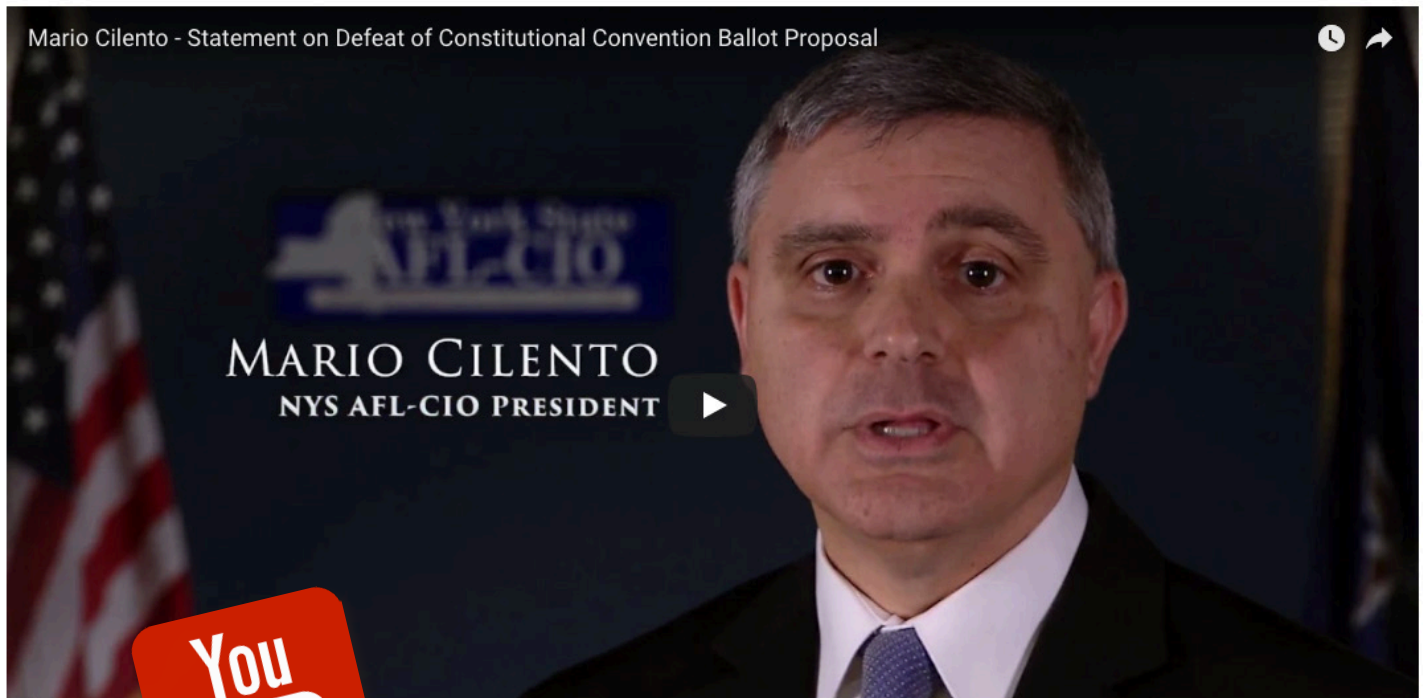 Mario Cilento - Statement on Defeat of Constitutional Convention Ballot Proposal
New York State
AFL-CIO
MARIO CILENTO
NYS AFL-CIO PRESIDENT
You